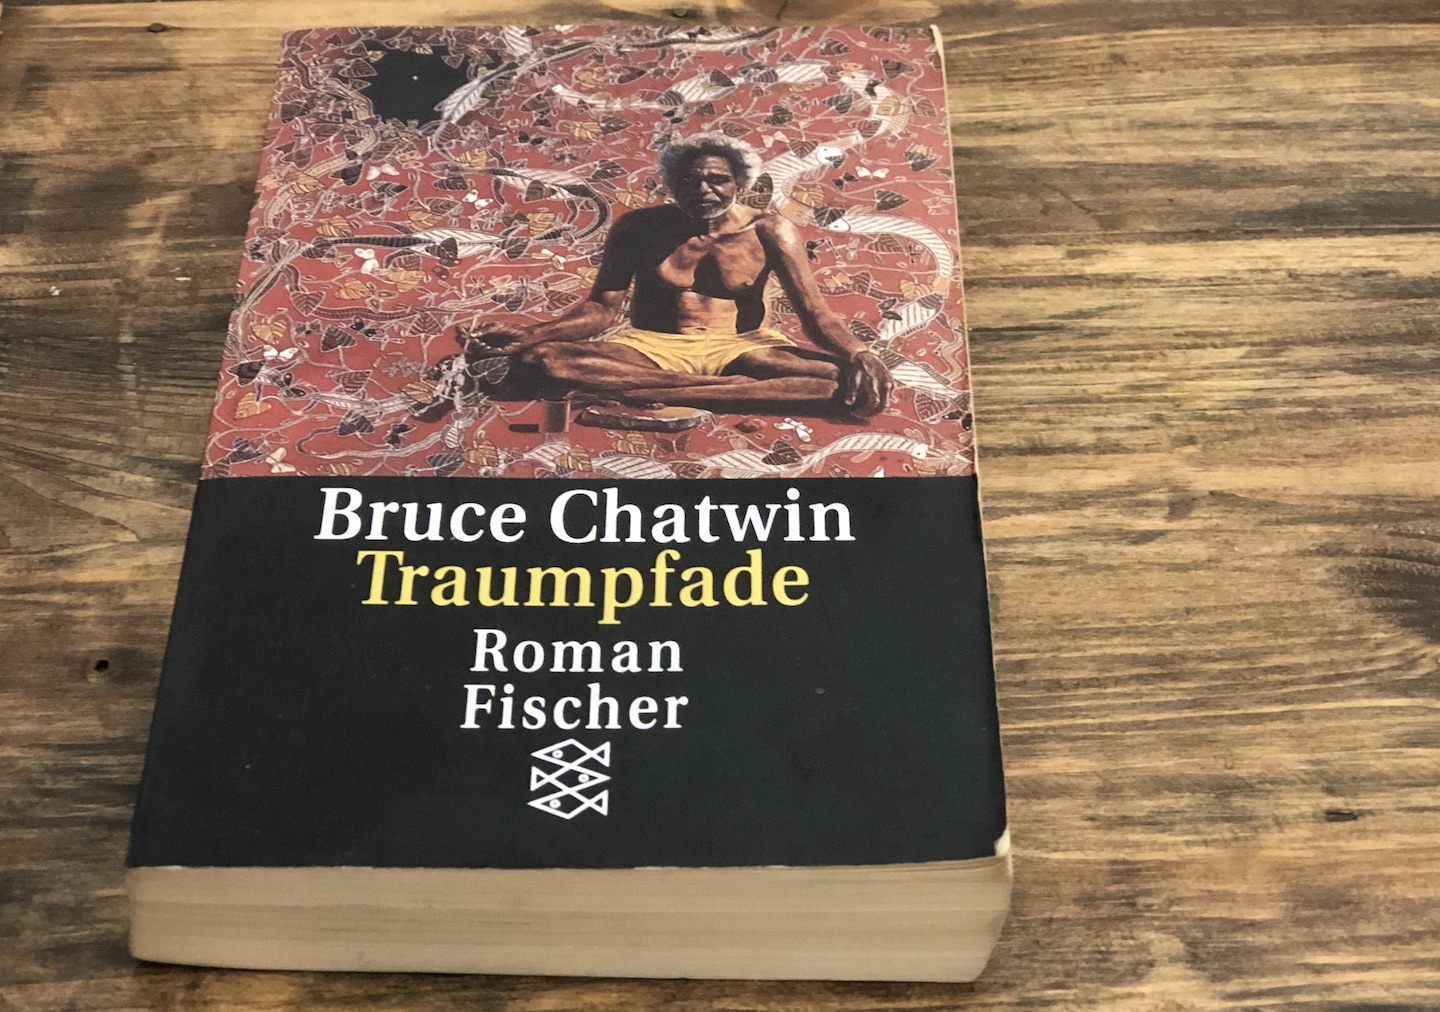 Bruce Chatwin
Traumpfade
Roman
Fischer